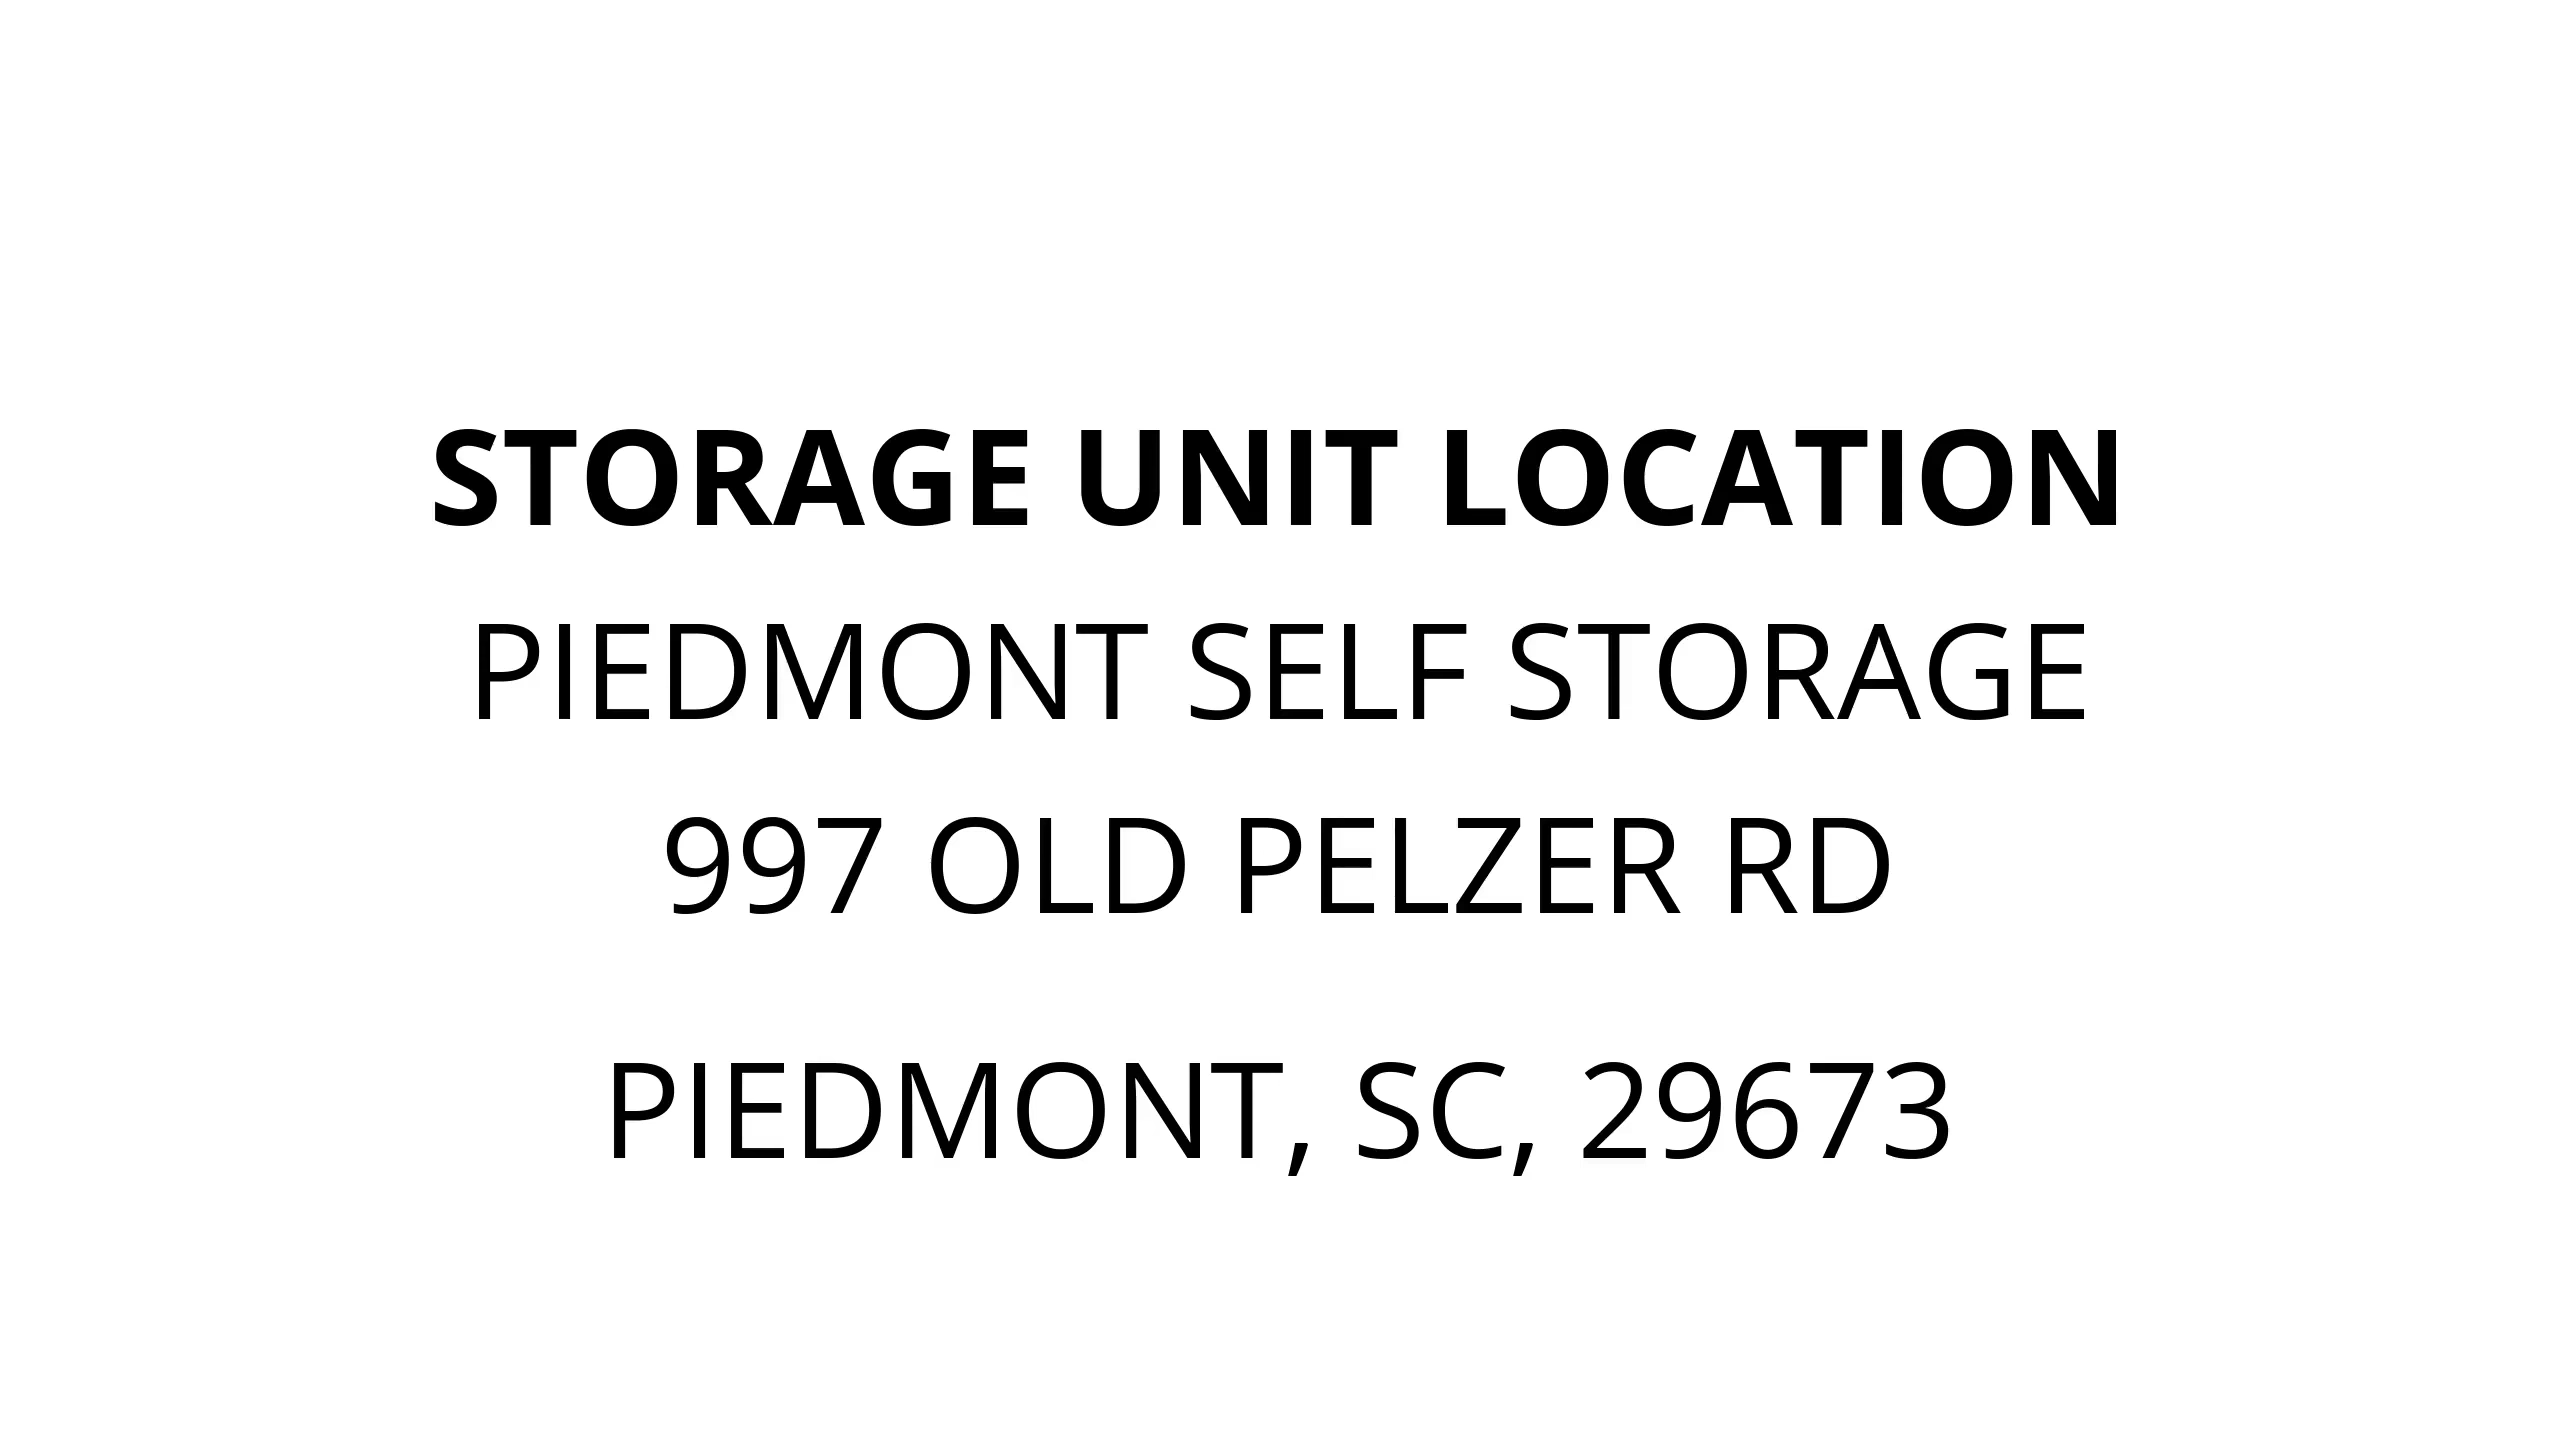 STORAGE UNIT LOCATION
PIEDMONT SELF STORAGE
997 OLD PELZER RD
PIEDMONT, SC, 29673